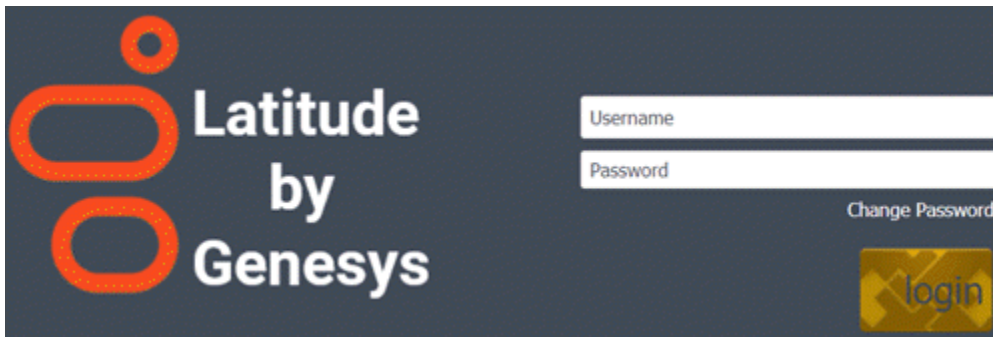 Latitude
by
Genesys
Username
Password
Change Password
login